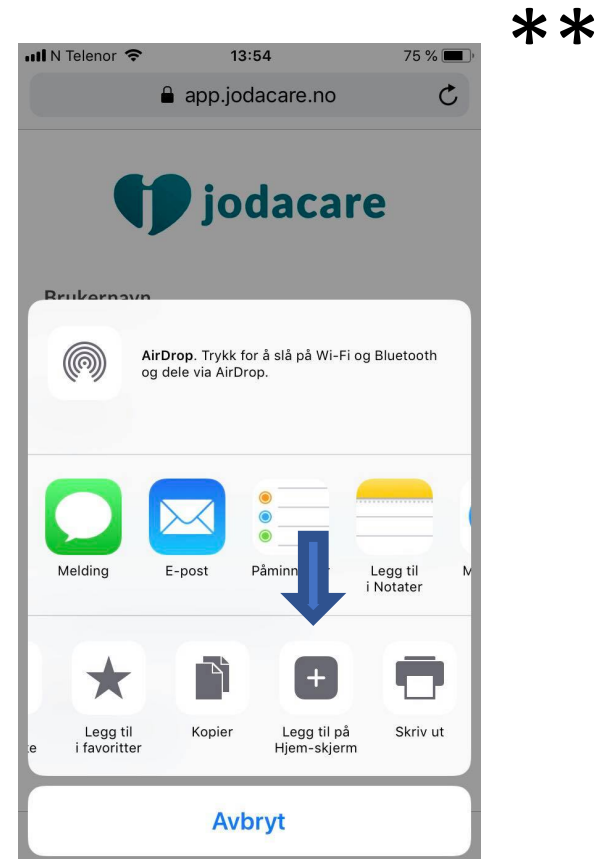 **
N Telenor 13:54 75 %
app.jodacare.no
jodacare
Brukernavn
AirDrop. Trykk for å slå på Wi-Fi og Bluetooth
og dele via AirDrop.
Melding E-post Legg til
i Notater
Legg til
i favoritter Kopier Legg til på
Hjem-skjerm Skriv ut
Avbryt